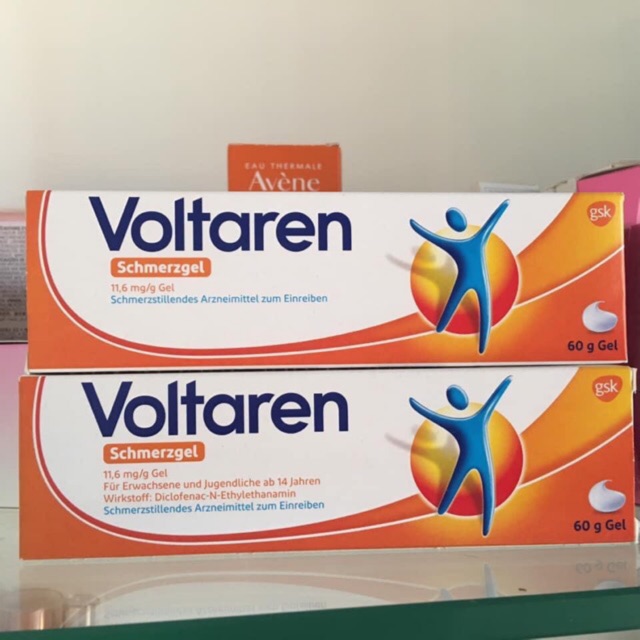 EAU THERMALE
Avène
Voltaren
gsk
Schmerzgel
11,6 mg/g Gel
Schmerzstillendes Arzneimittel zum Einreiben
60 g Gel
Voltaren
gsk
Schmerzgel
11,6 mg/g Gel
Für Erwachsene und Jugendliche ab 14 Jahren
Wirkstoff: Diclofenac-N-Ethylethanamin
Schmerzstillendes Arzneimittel zum Einreiben
60 g Gel